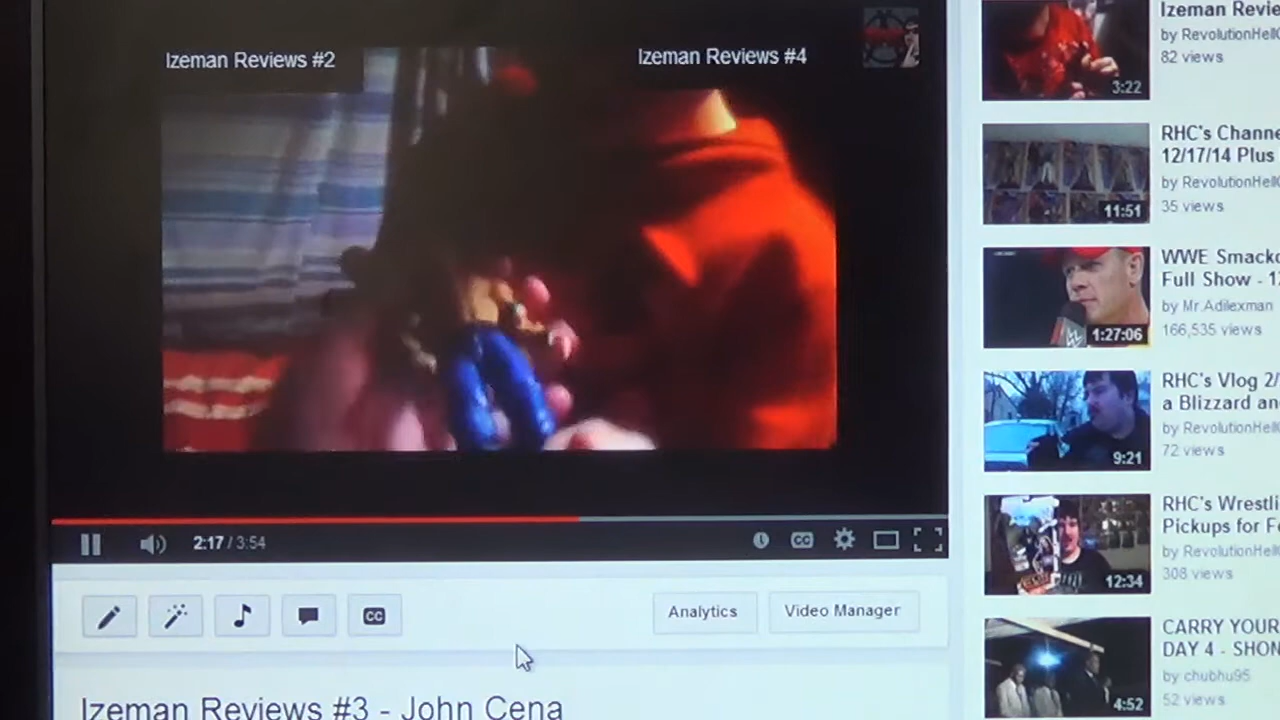 Izeman Reviews #2
Izeman Reviews #4
2:17 / 3:54
CC
CC
Analytics
Video Manager
Izeman Reviews #3 - John Cena
Izeman Revie
by RevolutionHell
82 views
3:22
RHC's Channe
12/17/14 Plus
by RevolutionHell
35 views
11:51
WWE Smackd
Full Show - 12
by Mr.Adilexman
166,535 views
1:27:06
RHC's Vlog 2/
a Blizzard an
by RevolutionHell
72 views
9:21
RHC's Wrestli
Pickups for Fe
by RevolutionHell
308 views
12:34
CARRY YOUR
DAY 4 - SHON
by chubhu95
52 views
4:52